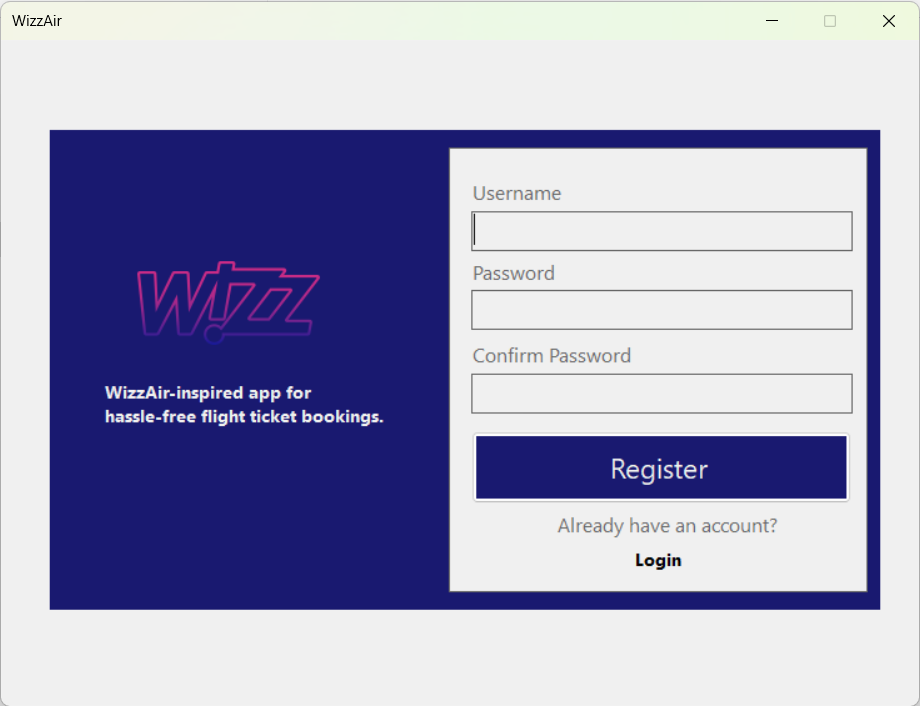 WizzAir
Wizz
WizzAir-inspired app for
hassle-free flight ticket bookings.
Username
Password
Confirm Password
Register
Already have an account?
Login